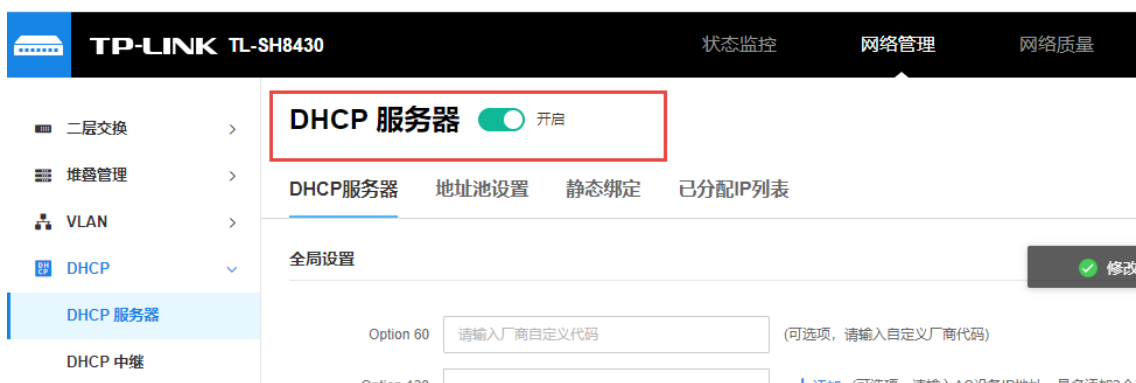 TP-LINK TL-SH8430 状态监控 网络管理 网络质量
DHCP 服务器 开启
二层交换
堆叠管理
VLAN
DHCP
DHCP 服务器
DHCP 中继
DHCP服务器 地址池设置 静态绑定 已分配IP列表
全局设置
修改
Option 60 请输入厂商自定义代码 (可选项，请输入自定义厂商代码)